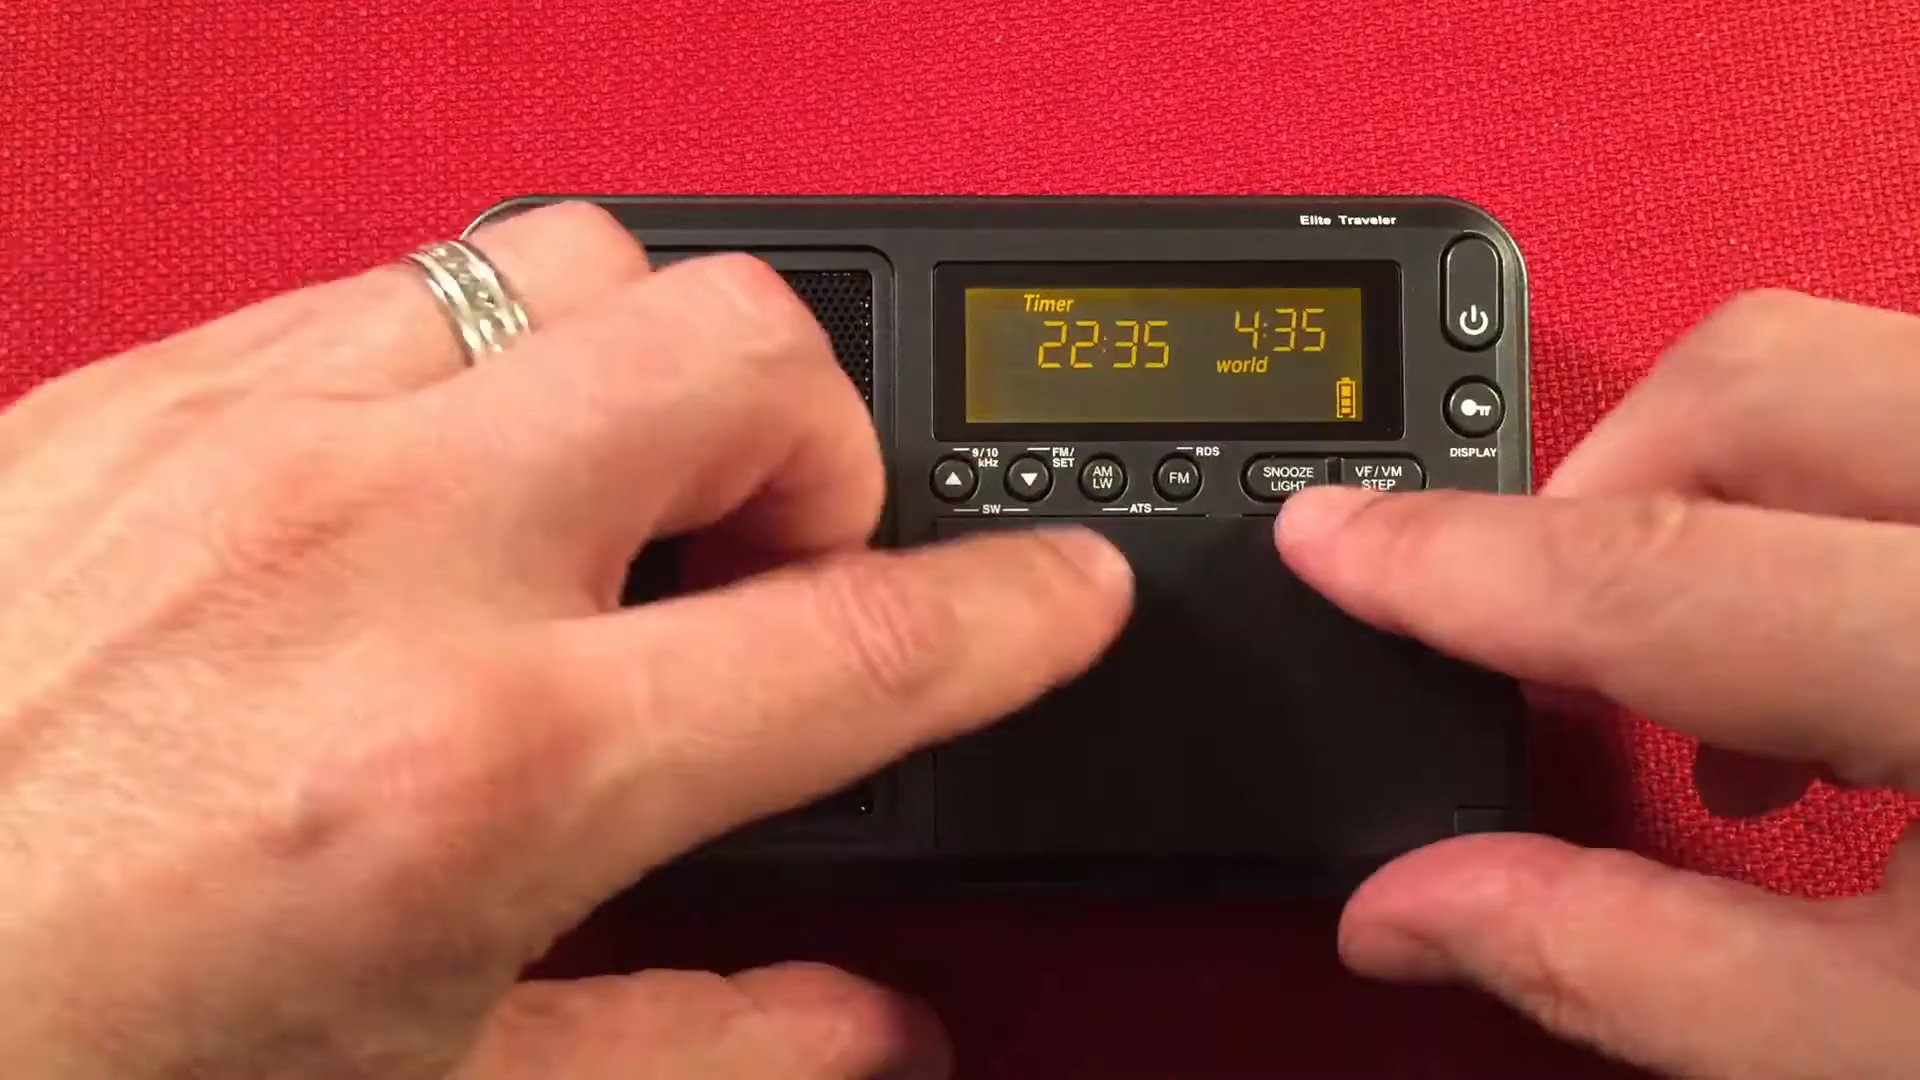 Elite Traveler
Timer
22:35
4:35
world
9/10
kHz
FM/
SET
AM
LW
RDS
FM
SNOOZE
LIGHT
VF/VM
STEP
DISPLAY
SW
ATS